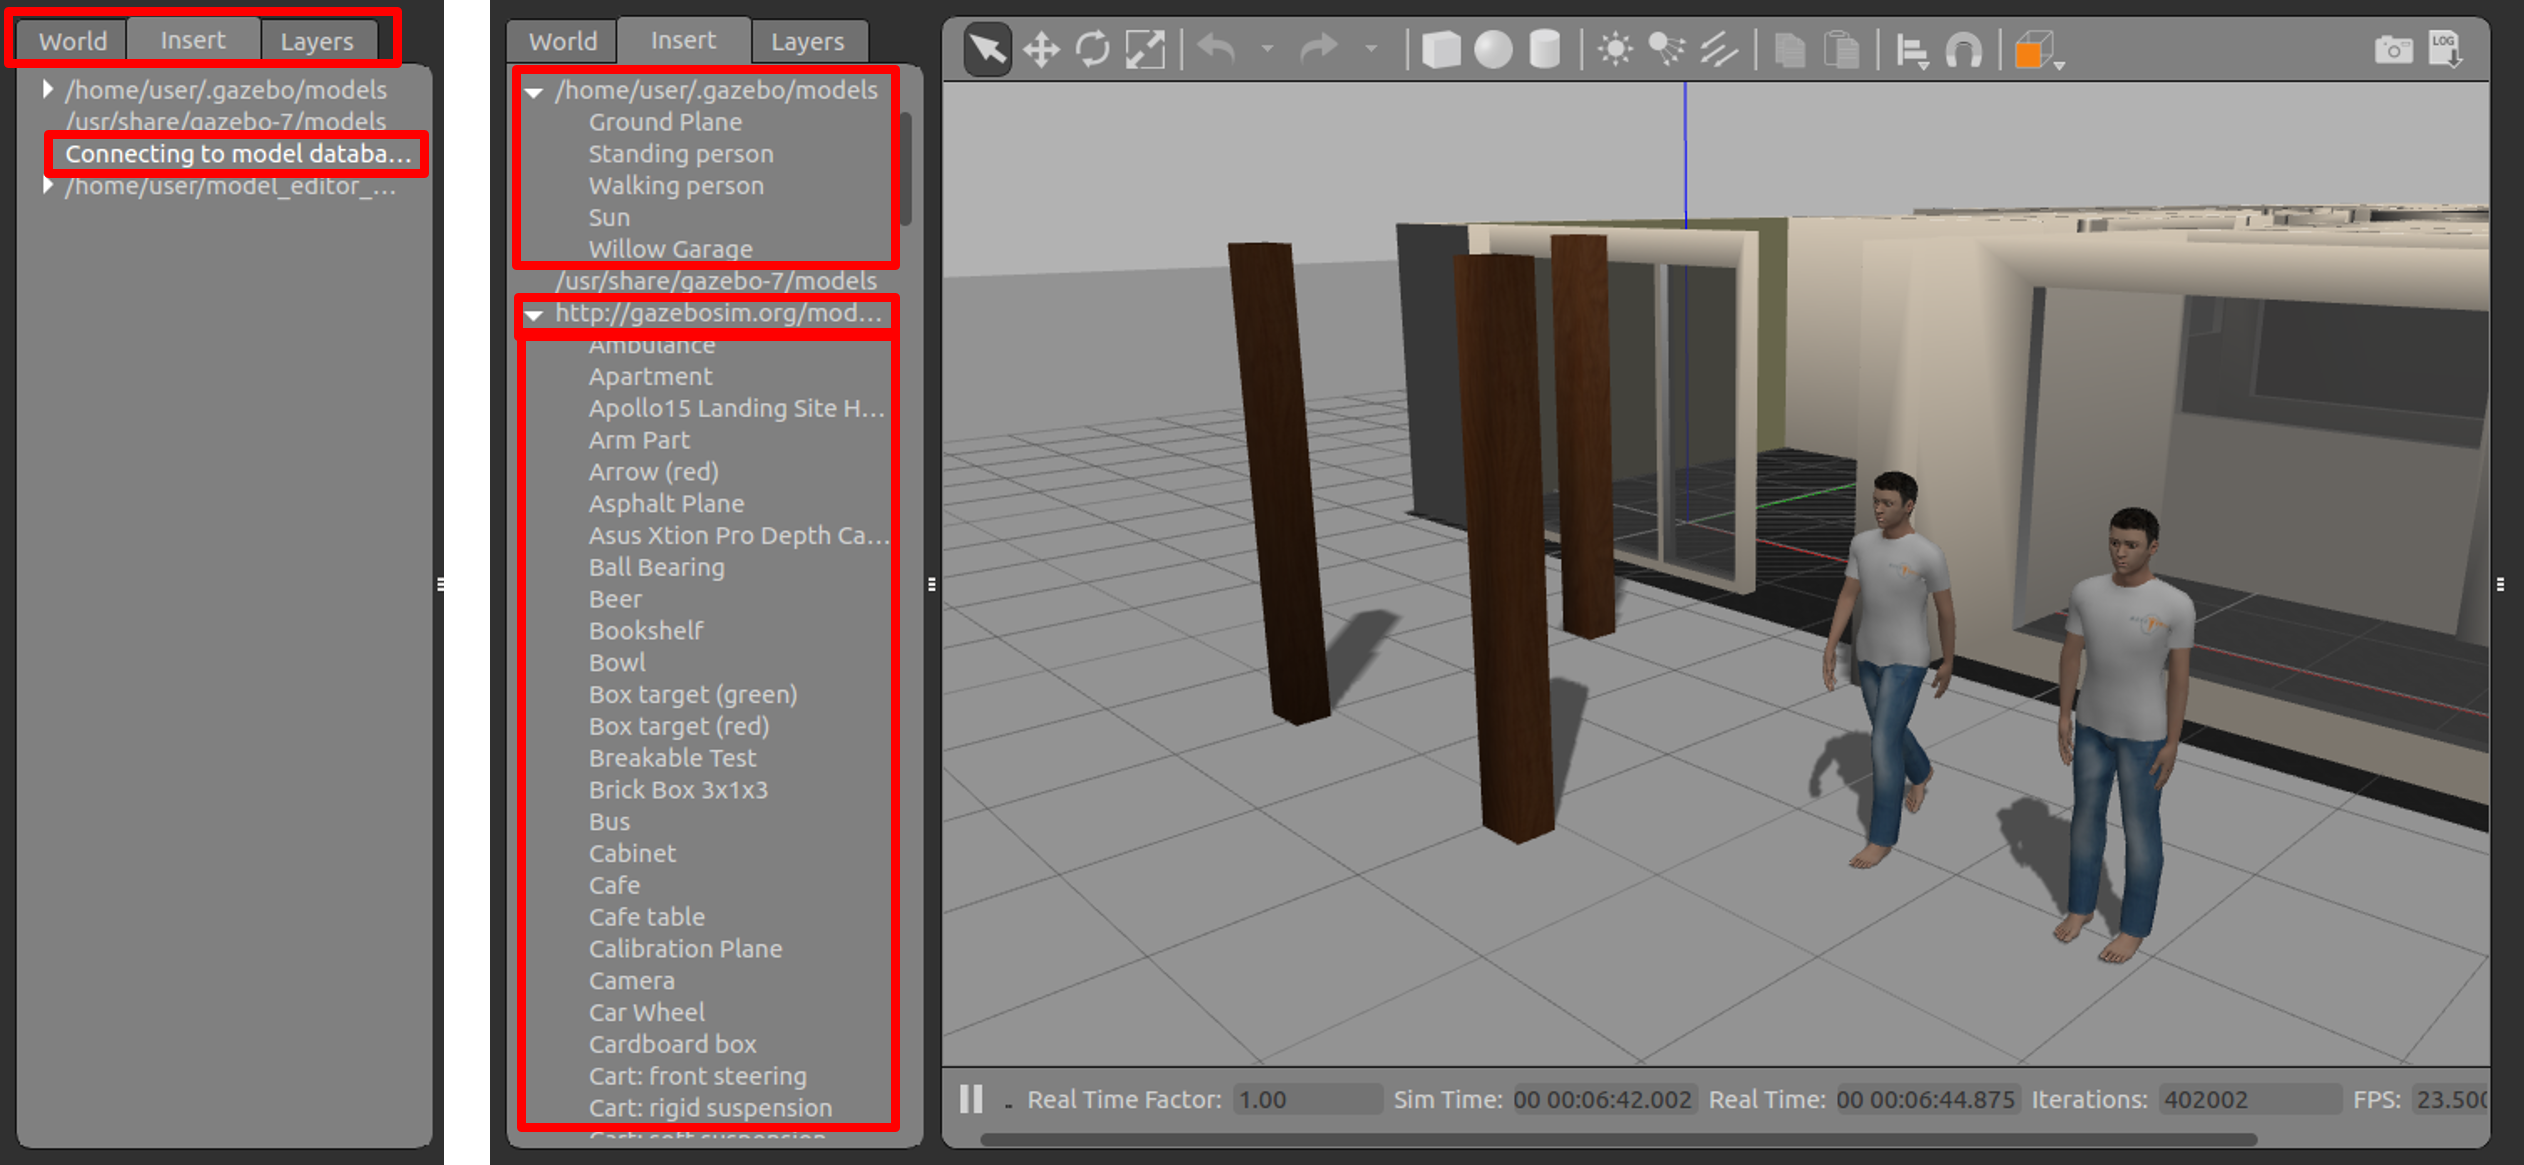 World Insert Layers
/home/user/.gazebo/models
/usr/share/gazebo-7/models
Connecting to model databa...
/home/user/model_editor_...
World Insert Layers
/home/user/.gazebo/models
Ground Plane
Standing person
Walking person
Sun
Willow Garage
/usr/share/gazebo-7/models
http://gazebosim.org/mod...
Ambulance
Apartment
Apollo15 Landing Site H...
Arm Part
Arrow (red)
Asphalt Plane
Asus Xtion Pro Depth Ca...
Ball Bearing
Beer
Bookshelf
Bowl
Box target (green)
Box target (red)
Breakable Test
Brick Box 3x1x3
Bus
Cabinet
Cafe
Cafe table
Calibration Plane
Camera
Car Wheel
Cardboard box
Cart: front steering
Cart: rigid suspension
Cart: soft suspension
LOG
Real Time Factor: 1.00 Sim Time: 00 00:06:42.002 Real Time: 00 00:06:44.875 Iterations: 402002 FPS: 23.500